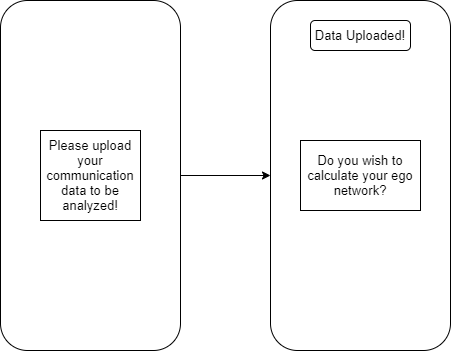 Please upload
your
communication
data to be
analyzed!
Data Uploaded!
Do you wish to
calculate your ego
network?